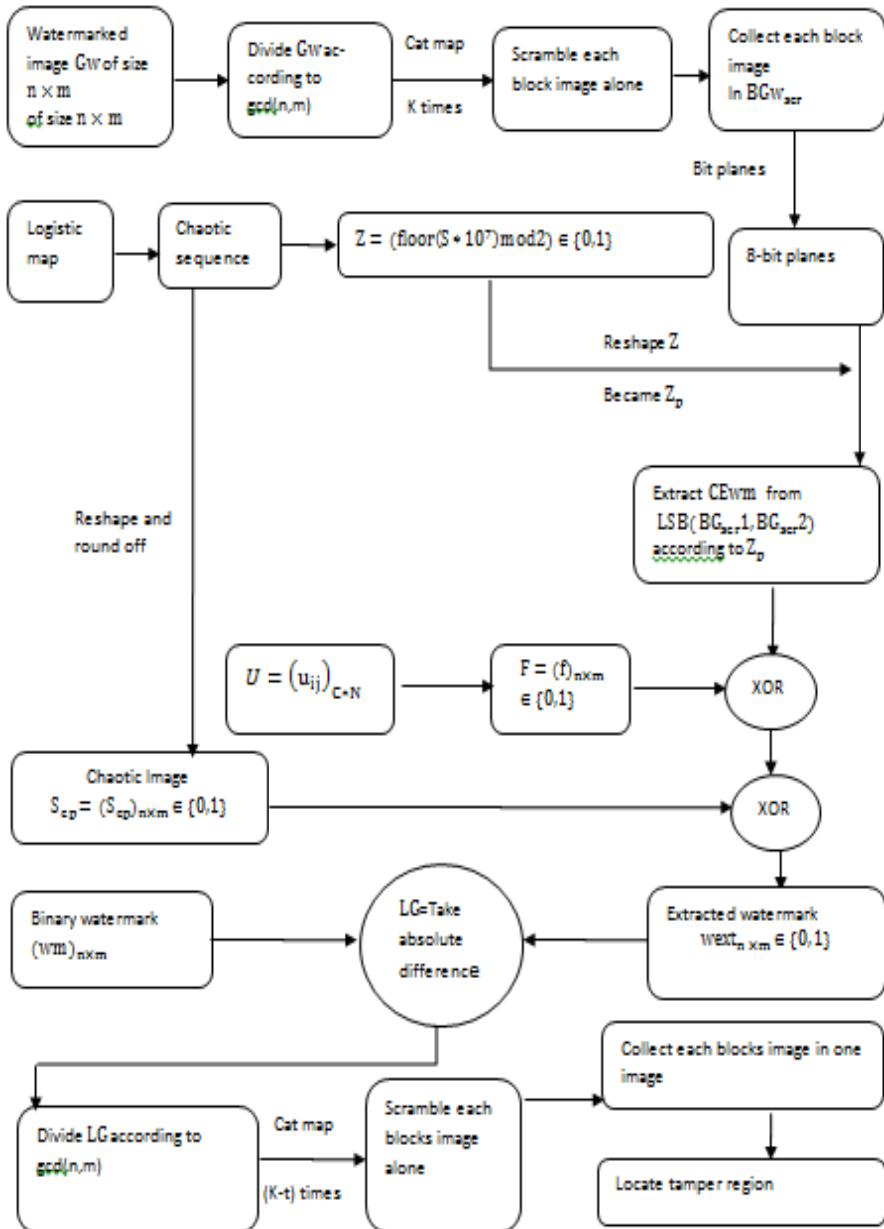 Watermarked
image Gw of size
n × m
of size n × m
Divide Gw ac-
cording to
gcd(n,m)
Cat map
K times
Scramble each
block image alone
Collect each block
image
In BGw_scr
Bit planes
Logistic
map
Chaotic
sequence
Z = (floor(S * 10⁷)mod2) ∈ {0,1}
8-bit planes
Reshape Z
Became Z_p
Reshape and
round off
Extract CEwm from
LSB(BG_scr1, BG_scr2)
according to Z_p
U = (u_ij)_C*N
F = (f)_n×m
∈ {0,1}
XOR
Chaotic Image
S_cp = (S_cp)_n×m ∈ {0,1}
XOR
Binary watermark
(wm)_n×m
LG=Take
absolute
difference
Extracted watermark
wext_n×m ∈ {0,1}
Collect each blocks image in one
image
Divide LG according to
gcd(n,m)
Cat map
(K-t) times
Scramble each
blocks image
alone
Locate tamper region